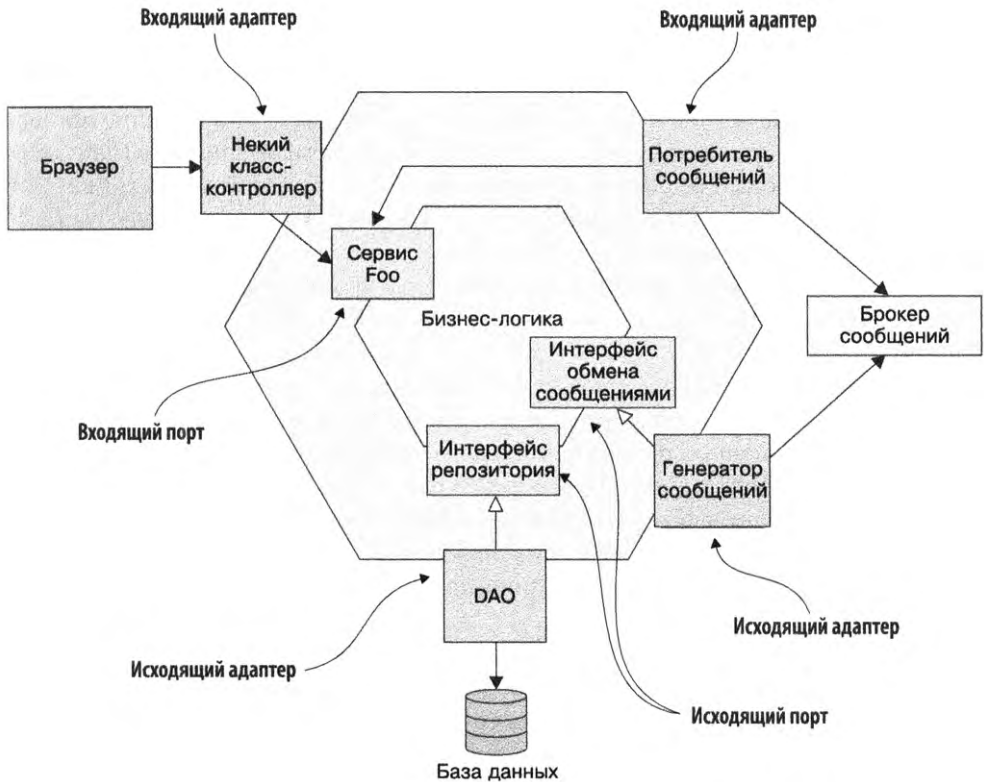 Входящий адаптер
Входящий адаптер
Браузер
Некий
класс-
контроллер
Потребитель
сообщений
Сервис
Foo
Бизнес-логика
Брокер
сообщений
Интерфейс
обмена
сообщениями
Входящий порт
Интерфейс
репозитория
Генератор
сообщений
DAO
Исходящий адаптер
Исходящий адаптер
Исходящий порт
База данных